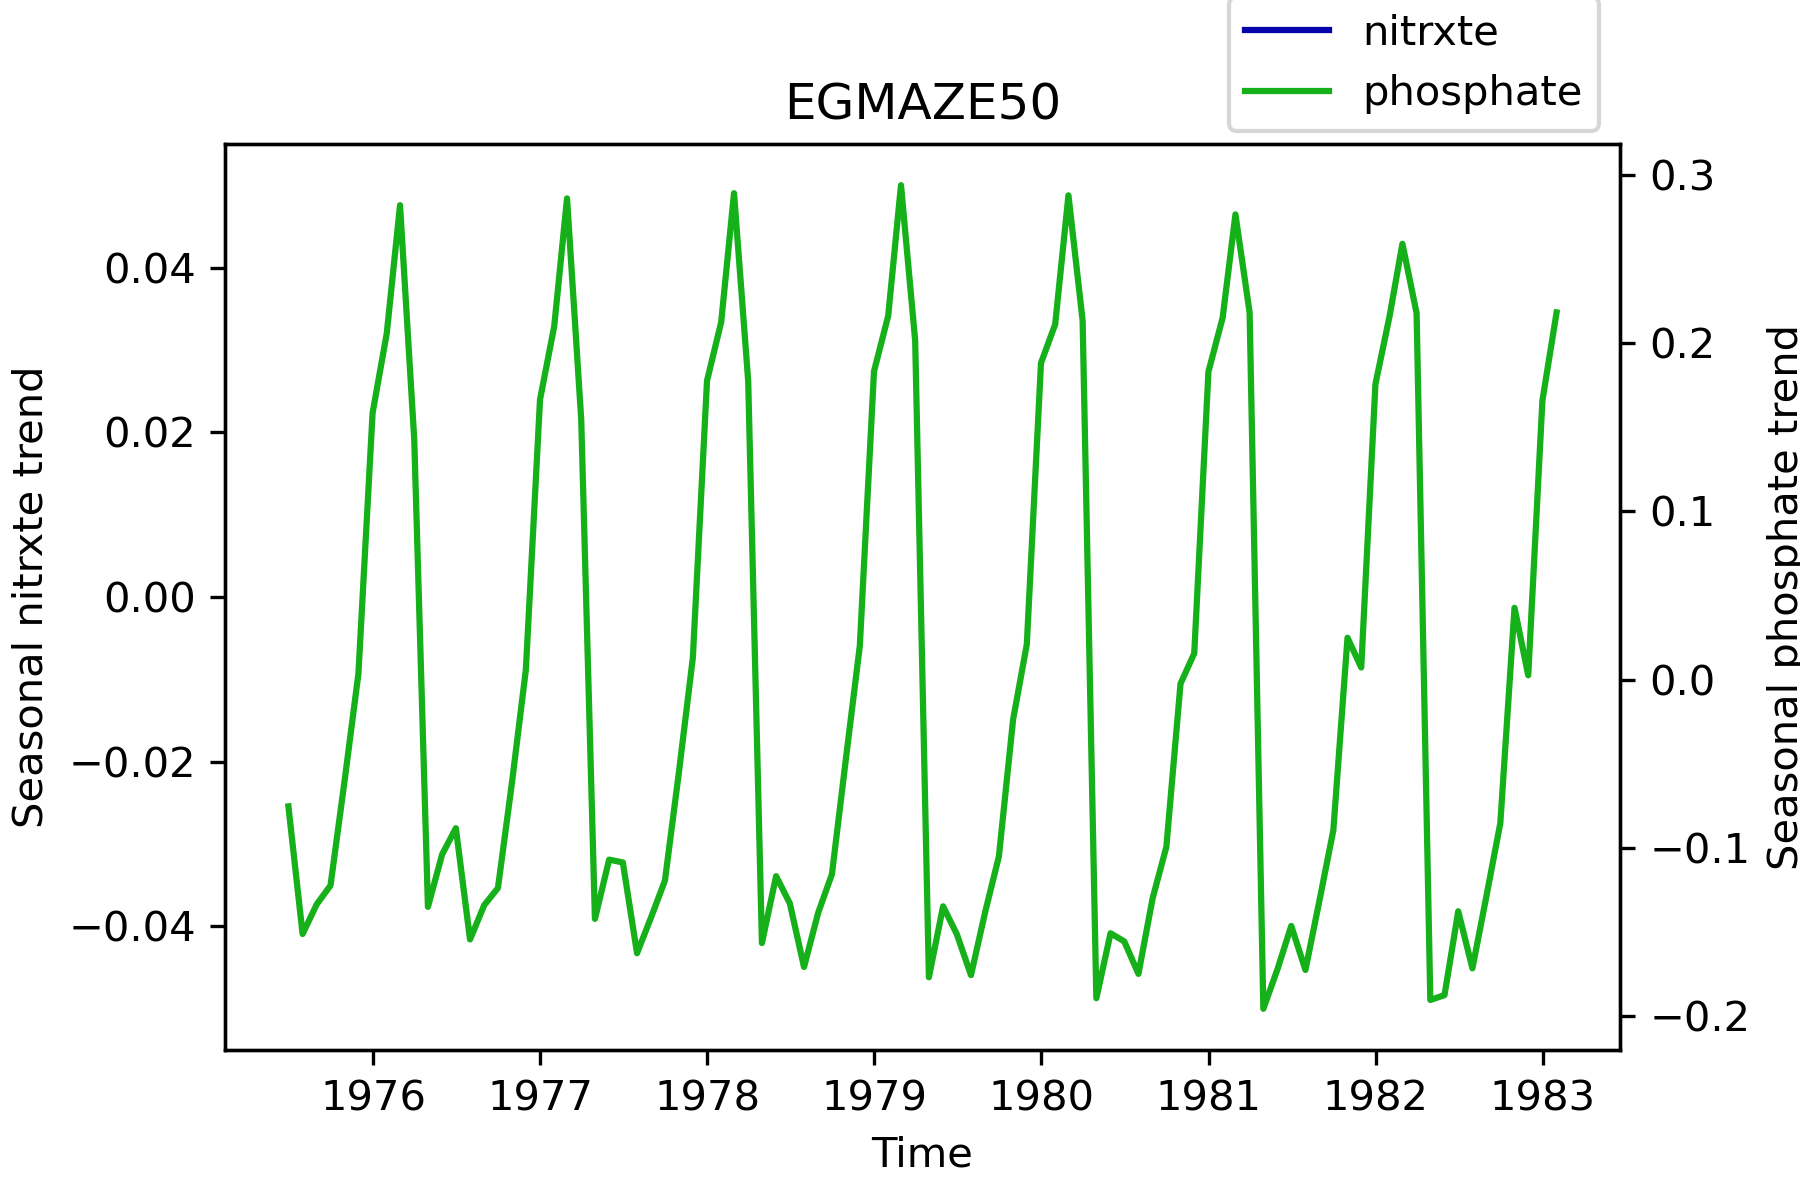 nitrxte
phosphate
EGMAZE50
Seasonal nitrxte trend
0.04
0.02
0.00
−0.02
−0.04
0.3
0.2
0.1
0.0
−0.1
−0.2
Seasonal phosphate trend
1976 1977 1978 1979 1980 1981 1982 1983
Time